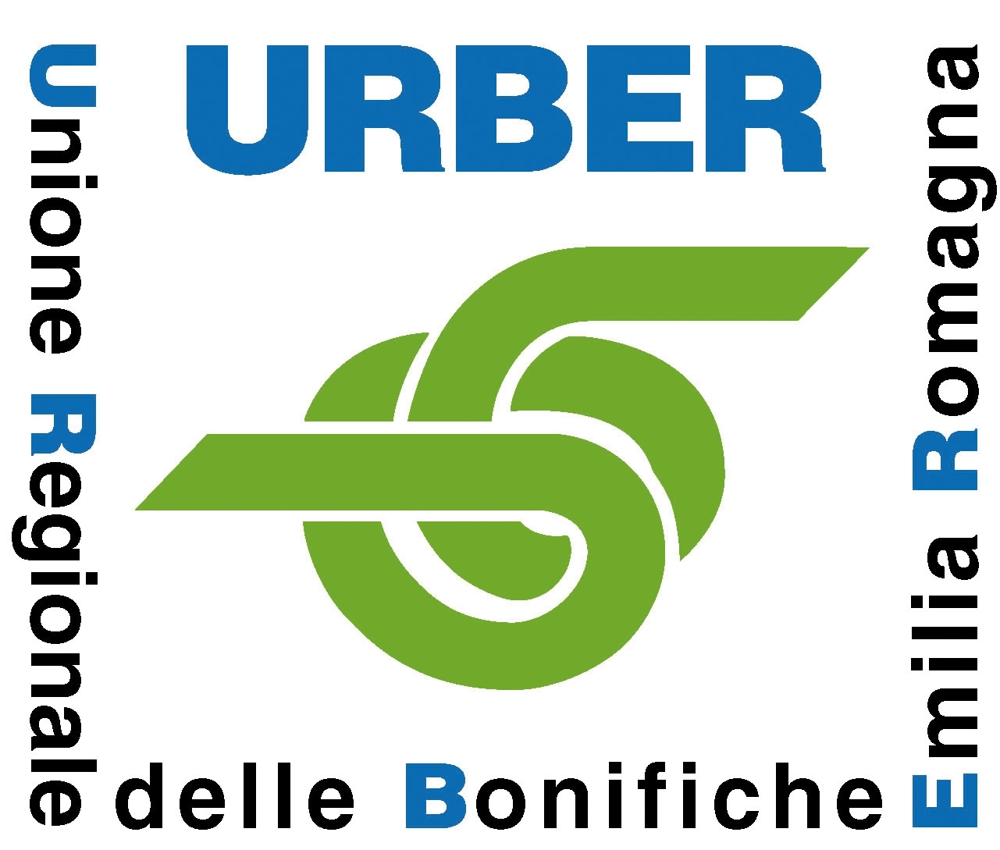 URBER
Unione Regionale
delle Bonifiche
Emilia Romagna